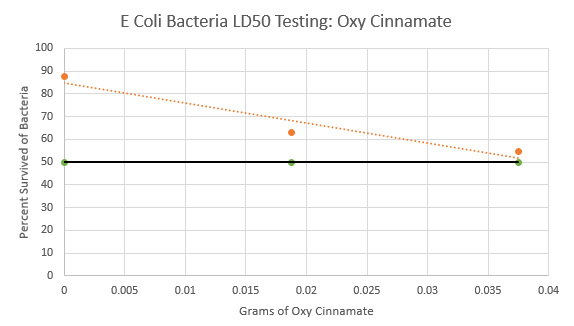 E Coli Bacteria LD50 Testing: Oxy Cinnamate
100
90
80
70
60
50
40
30
20
10
0
Percent Survived of Bacteria
0 0.005 0.01 0.015 0.02 0.025 0.03 0.035 0.04
Grams of Oxy Cinnamate